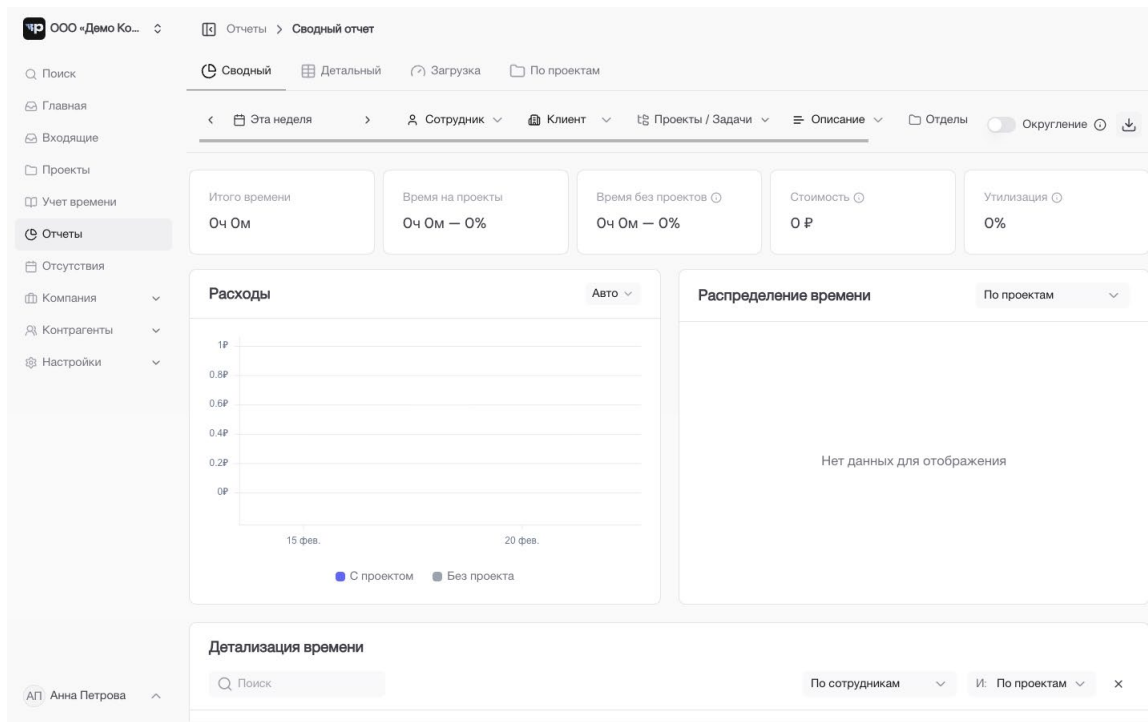 ООО «Демо Ко...
Отчеты > Сводный отчет
Поиск
Главная
Входящие
Проекты
Учет времени
Отчеты
Отсутствия
Компания
Контрагенты
Настройки
АП Анна Петрова
Сводный Детальный Загрузка По проектам
Эта неделя Сотрудник Клиент Проекты / Задачи Описание Отделы Округление
Итого времени
0ч 0м
Время на проекты
0ч 0м — 0%
Время без проектов
0ч 0м — 0%
Стоимость
0 ₽
Утилизация
0%
Расходы Авто
1₽
0.8₽
0.6₽
0.4₽
0.2₽
0₽
15 фев. 20 фев.
С проектом Без проекта
Распределение времени По проектам
Нет данных для отображения
Детализация времени
Поиск По сотрудникам И: По проектам